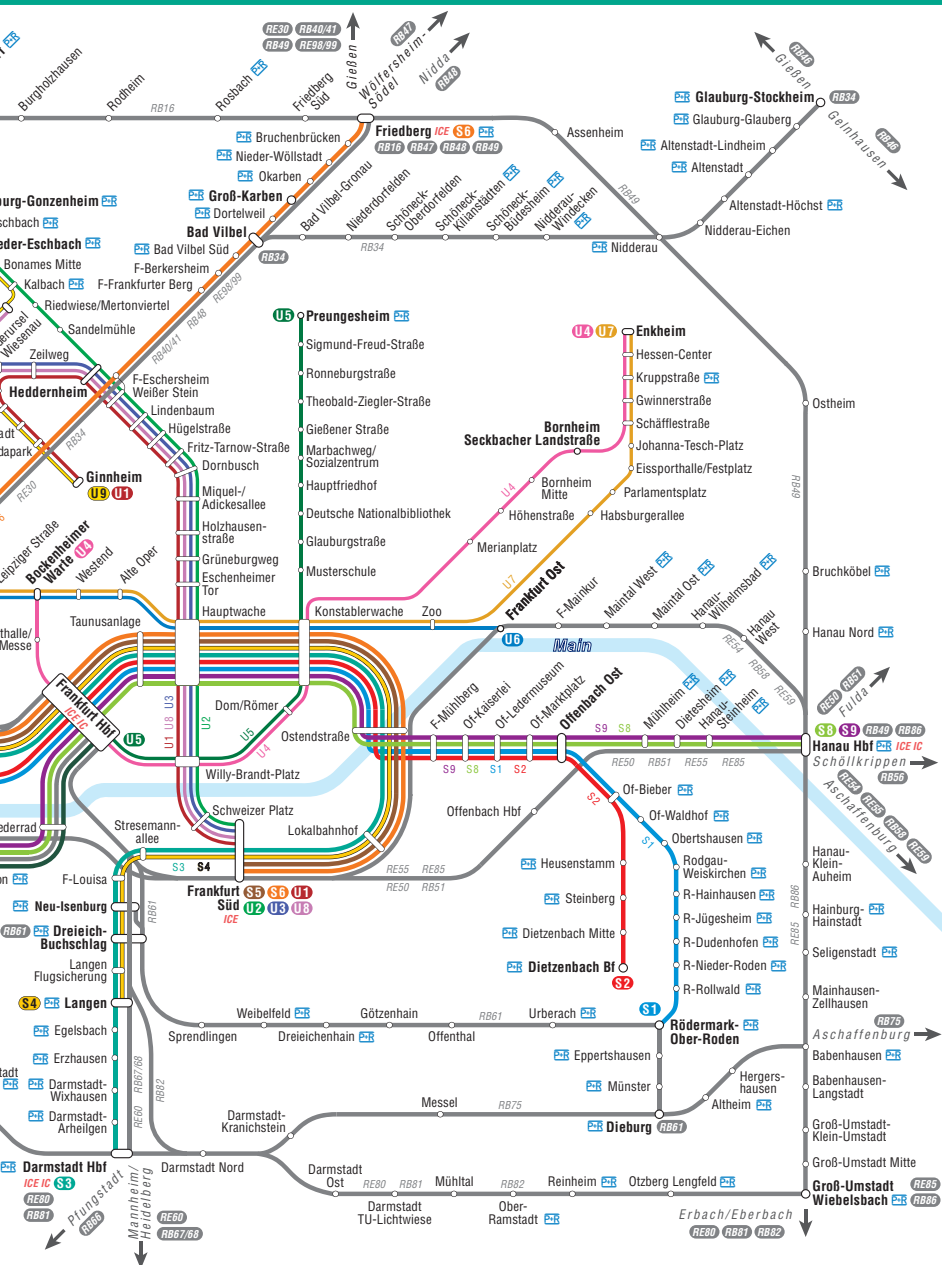 RE30 RB40/41
RB49 RE98/99
Gießen
RB47
Wölfersheim-
Södel
Nidda
RB48
RB46
Gießen
Burgholzhausen
Rodheim
Rosbach P+R
Friedberg
Süd
RB16
P+R Glauburg-Stockheim RB34
P+R Glauburg-Glauberg
Gelnhausen
RB46
P+R Bruchenbrücken
Friedberg ICE S6 P+R
RB16 RB47 RB48 RB49
Assenheim
P+R Altenstadt-Lindheim
P+R Nieder-Wöllstadt
P+R Altenstadt
P+R Okarben
P+R Groß-Karben
P+R Dortelweil
Bad Vilbel
RB34
Bad Vilbel-Gronau
Niederdorfelden
Schöneck-
Oberdorfelden
Schöneck-
Kilianstädten P+R
Schöneck-
Büdesheim P+R
Nidderau-
Windecken
P+R
RB34
RB49
P+R Nidderau
Altenstadt-Höchst P+R
Nidderau-Eichen
burg-Gonzenheim P+R
schbach P+R
eder-Eschbach P+R
Bonames Mitte
Kalbach P+R
P+R Bad Vilbel Süd
F-Berkersheim
F-Frankfurter Berg
RE98/99
RB48
RB40/41
Riedwiese/Mertonviertel
Sandelmühle
erursel
Wiesenau
Zeilweg
Heddernheim
F-Eschersheim
Weißer Stein
Lindenbaum
Hügelstraße
Fritz-Tarnow-Straße
Dornbusch
Miquel-/
Adickesallee
Holzhausen-
straße
Grüneburgweg
Eschenheimer
Tor
Hauptwache
adt
dapark
RB34
RE30
6
Ginnheim
U9 U1
U5 Preungesheim P+R
Sigmund-Freud-Straße
Ronneburgstraße
Theobald-Ziegler-Straße
Gießener Straße
Marbachweg/
Sozialzentrum
Hauptfriedhof
Deutsche Nationalbibliothek
Glauburgstraße
Musterschule
Konstablerwache
U4 U7 Enkheim
Hessen-Center
Kruppstraße P+R
Gwinnerstraße
Schäfflestraße
Johanna-Tesch-Platz
Eissporthalle/Festplatz
Parlamentsplatz
Habsburgerallee
Bornheim
Seckbacher Landstraße
Bornheim
Mitte
Höhenstraße
Merianplatz
U4
U7
Zoo
Ostheim
RB49
Bruchköbel P+R
Hanau Nord P+R
Leipziger Straße
Bockenheimer
Warte U4
Westend
Alte Oper
Taunusanlage
thalle/
Messe
Frankfurt Hbf
ICE IC
Frankfurt Ost
U6
F-Mainkur
Maintal West P+R
Maintal Ost P+R
Hanau-
Wilhelmsbad P+R
Hanau
West
Main
RE54
RB58
RE59
RE50 RB51
Fulda
U5
U1 U8 U3
U2
Dom/Römer
U5
U4
Willy-Brandt-Platz
Ostendstraße
F-Mühlberg
Of-Kaiserlei
Of-Ledermuseum
Of-Marktplatz
Offenbach Ost
S9 S8 S1 S2
S9 S8
Mühlheim P+R
Dietesheim P+R
Hanau-
Steinheim P+R
S8 S9 RB49 RB86
Hanau Hbf P+R ICE IC
Schöllkrippen
RB56
RE50 RB51 RE55 RE85
RE54
RE55
RB58
RE59
Aschaffenburg
Schweizer Platz
Lokalbahnhof
Offenbach Hbf
S2
S1
Of-Bieber P+R
Of-Waldhof P+R
Obertshausen P+R
Rodgau-
Weiskirchen P+R
R-Hainhausen P+R
R-Jügesheim P+R
R-Dudenhofen P+R
R-Nieder-Roden P+R
R-Rollwald P+R
P+R Heusenstamm
P+R Steinberg
P+R Dietzenbach Mitte
P+R Dietzenbach Bf
S2
S1
ederrad
Stresemann-
allee
S3 S4
Frankfurt
Süd
ICE
S5 S6 U1
U2 U3 U8
RE55 RE85
RE50 RB51
on P+R
F-Louisa
P+R Neu-Isenburg
RB61 P+R Dreieich-
Buchschlag
RB61
Langen
Flugsicherung
S4 P+R Langen
P+R Egelsbach
P+R Erzhausen
tadt
P+R P+R Darmstadt-
Wixhausen
P+R Darmstadt-
Arheilgen
RE60 RB67/68
RB82
P+R Darmstadt Hbf
ICE IC S3
RE80
RB81
Pfungstadt
RB66
Mannheim/
Heidelberg
RE60
RB67/68
Sprendlingen
Weibelfeld P+R
Dreieichenhain P+R
Götzenhain
Offenthal
RB61
Urberach P+R
Rödermark- P+R
Ober-Roden
P+R Eppertshausen
P+R Münster
P+R Dieburg RB61
Messel
RB75
Darmstadt-
Kranichstein
Darmstadt Nord
Altheim P+R
Hergers-
hausen
Hanau-
Klein-
Auheim
RB86
RE85
Hainburg- P+R
Hainstadt
Seligenstadt P+R
Mainhausen-
Zellhausen
RB75
Aschaffenburg
Babenhausen P+R
Babenhausen-
Langstadt
Groß-Umstadt-
Klein-Umstadt
Groß-Umstadt Mitte
Groß-Umstadt RE85
Wiebelsbach P+R RB86
Darmstadt
Ost
RE80 RB81
Darmstadt
TU-Lichtwiese
Mühltal
RB82
Ober-
Ramstadt P+R
Reinheim P+R
Otzberg Lengfeld P+R
Erbach/Eberbach
RE80 RB81 RB82